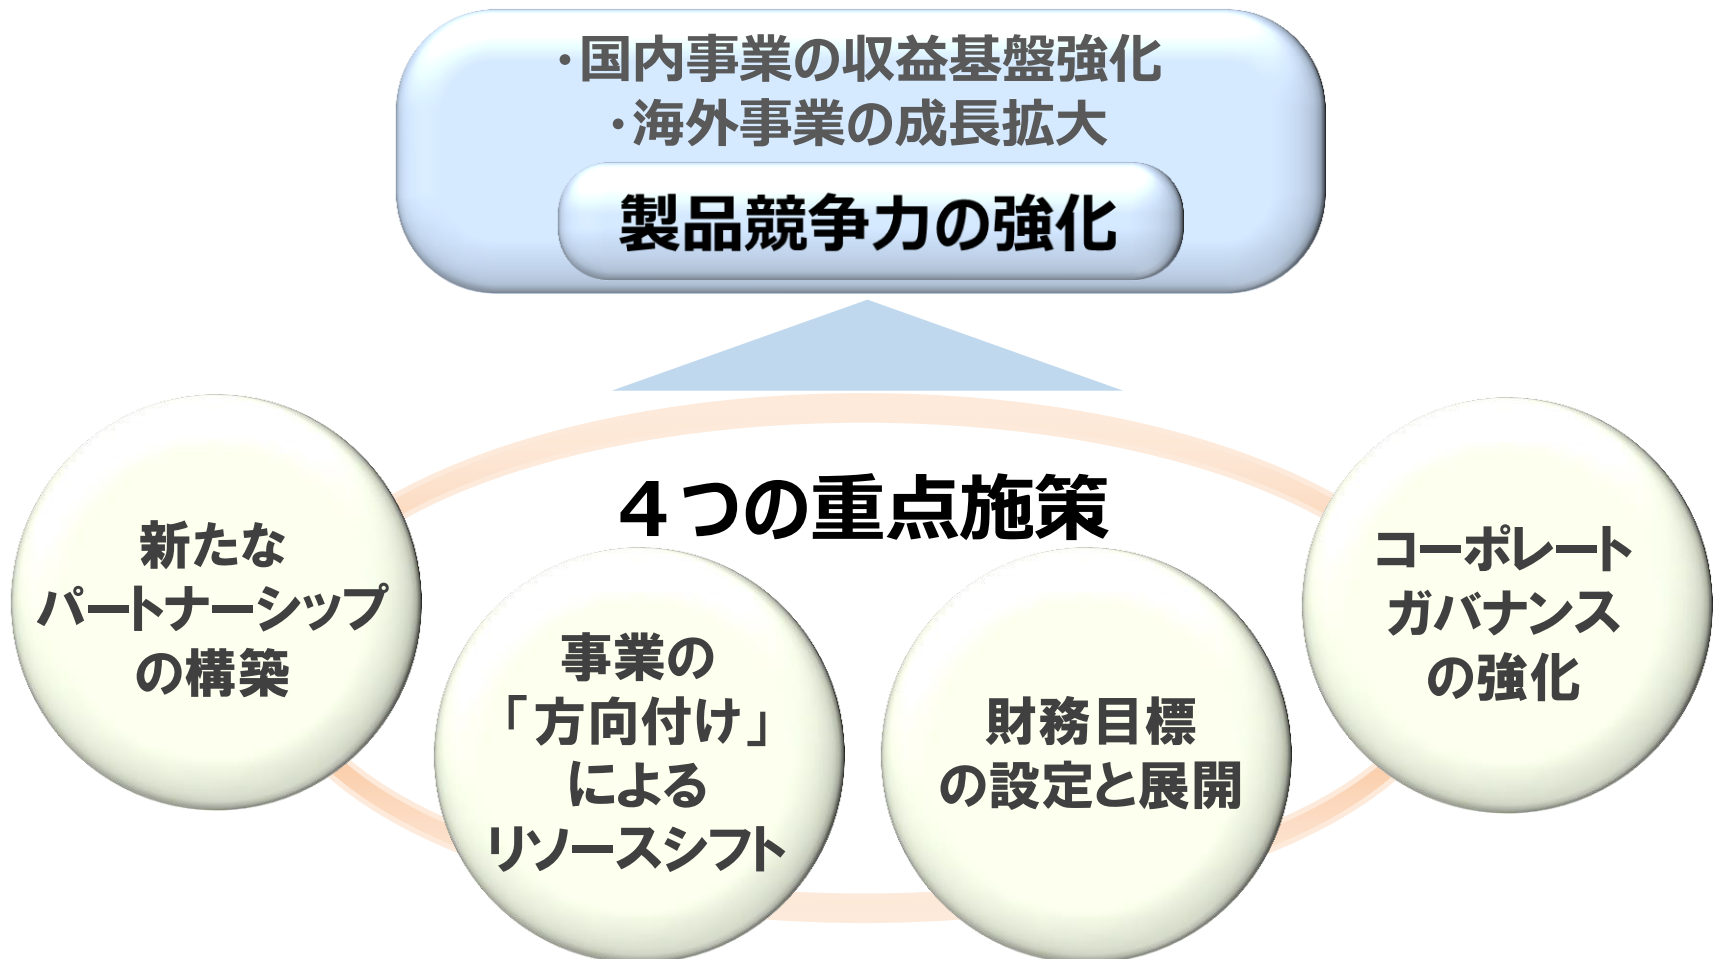 ・国内事業の収益基盤強化
・海外事業の成長拡大
製品競争力の強化
４つの重点施策
新たな
パートナーシップ
の構築
事業の
「方向付け」
による
リソースシフト
財務目標
の設定と展開
コーポレート
ガバナンス
の強化